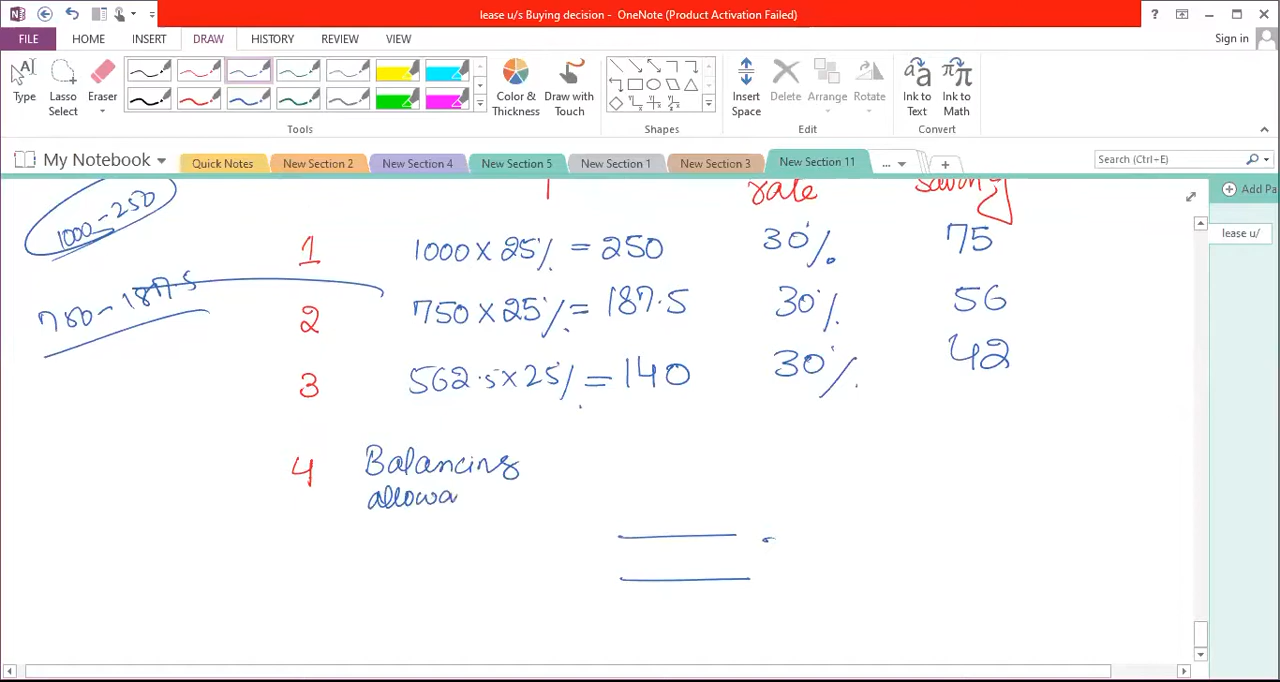 lease u/s Buying decision - OneNote (Product Activation Failed)
FILE HOME INSERT DRAW HISTORY REVIEW VIEW
Sign in
Type
Lasso Select
Eraser
Color & Thickness
Draw with Touch
Insert Space
Delete
Arrange
Rotate
Ink to Text
Ink to Math
Tools
Shapes
Edit
Convert
My Notebook
Quick Notes
New Section 2
New Section 4
New Section 5
New Section 1
New Section 3
New Section 11
Search (Ctrl+E)
Add Pa
lease u/
rate saving
1000-250
1 1000 × 25% = 250 30% 75
750-187.5
2 750 × 25% = 187.5 30% 56
3 562.5 × 25% = 140 30% 42
4 Balancing
allowa